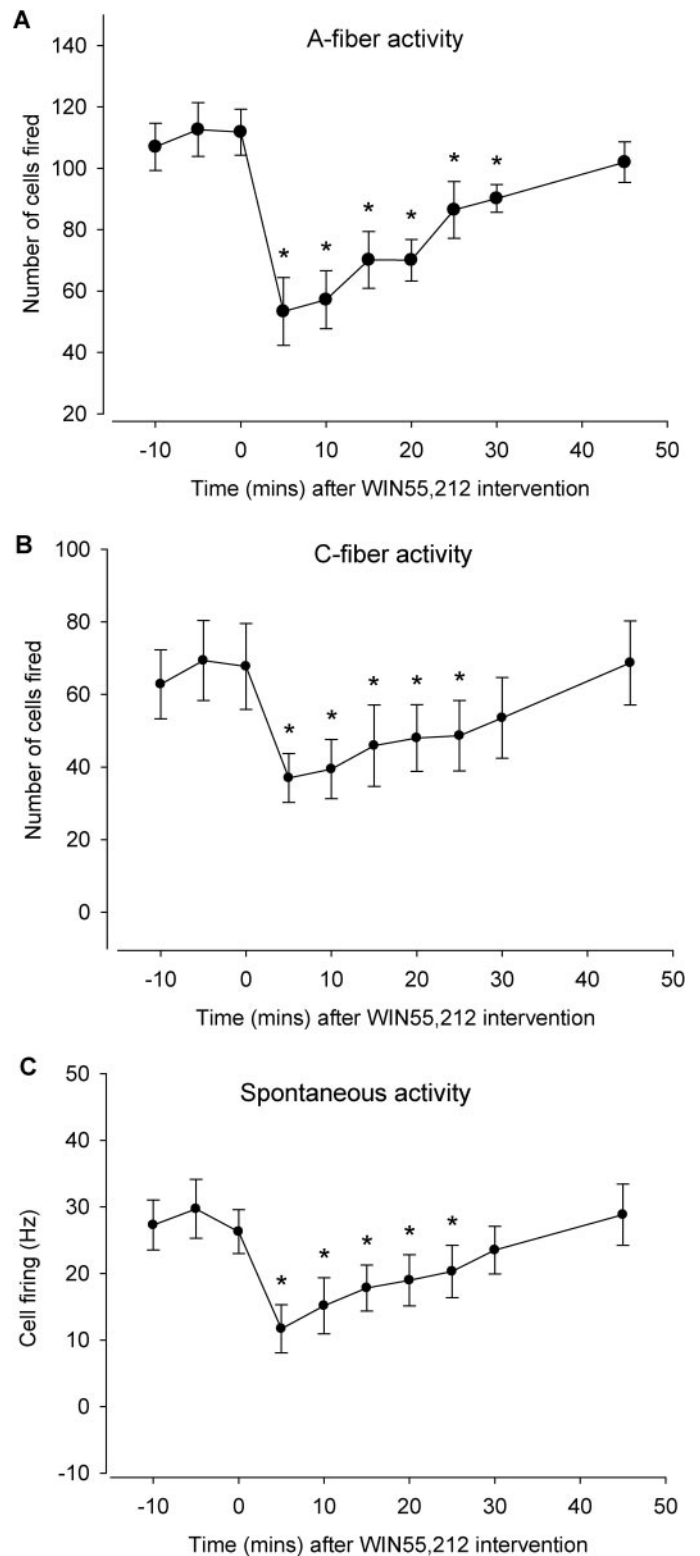 A
A-fiber activity
140
120
100
80
60
40
20
Number of cells fired
* * * * * *
-10 0 10 20 30 40 50
Time (mins) after WIN55,212 intervention
B
C-fiber activity
100
80
60
40
20
0
Number of cells fired
* * * * *
-10 0 10 20 30 40 50
Time (mins) after WIN55,212 intervention
C
Spontaneous activity
50
40
30
20
10
0
-10
Cell firing (Hz)
* * * * *
-10 0 10 20 30 40 50
Time (mins) after WIN55,212 intervention